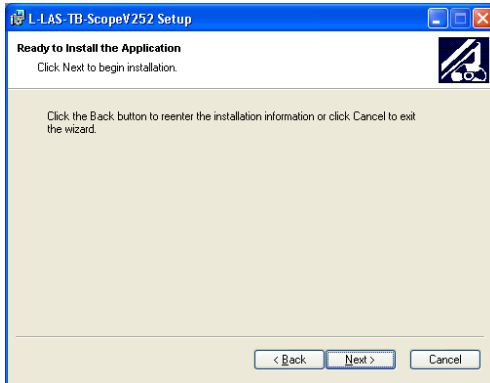 L-LAS-TB-ScopeV252 Setup
Ready to Install the Application
Click Next to begin installation.
Click the Back button to reenter the installation information or click Cancel to exit
the wizard.
< Back Next > Cancel